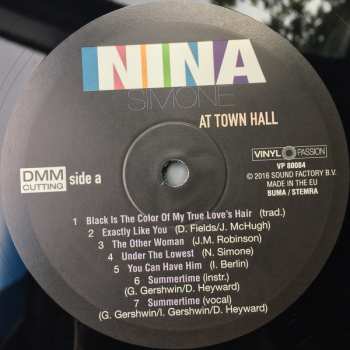 NINA
SIMONE
AT TOWN HALL
DMM
CUTTING
side a
VINYL PASSION
VP 80084
© 2016 SOUND FACTORY B.V.
MADE IN THE EU
BUMA / STEMRA
1 Black Is The Color Of My True Love's Hair (trad.)
2 Exactly Like You (D. Fields/J. McHugh)
3 The Other Woman (J.M. Robinson)
4 Under The Lowest (N. Simone)
5 You Can Have Him (I. Berlin)
6 Summertime (instr.)
(G. Gershwin/D. Heyward)
7 Summertime (vocal)
(G. Gershwin/I. Gershwin/D. Heyward)